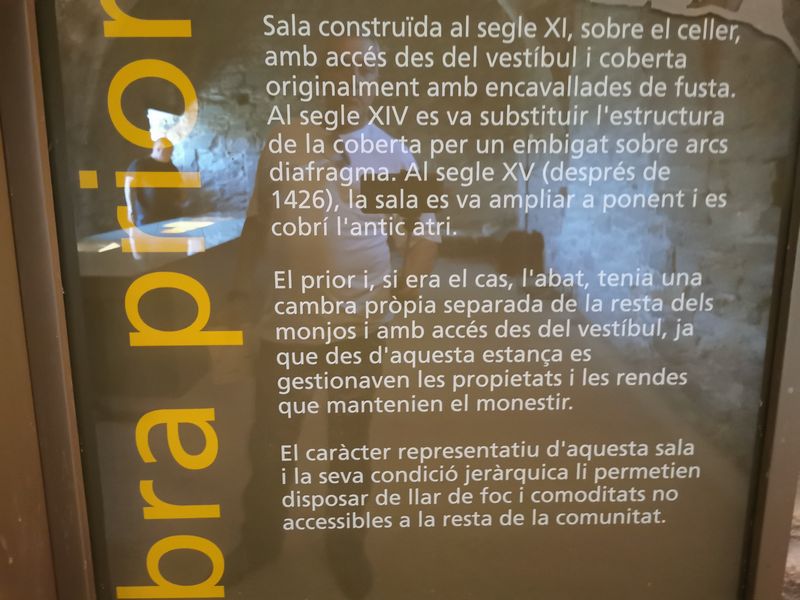 bra prior
Sala construïda al segle XI, sobre el celler,
amb accés des del vestíbul i coberta
originalment amb encavallades de fusta.
Al segle XIV es va substituir l'estructura
de la coberta per un embigat sobre arcs
diafragma. Al segle XV (després de
1426), la sala es va ampliar a ponent i es
cobrí l'antic atri.
El prior i, si era el cas, l'abat, tenia una
cambra pròpia separada de la resta dels
monjos i amb accés des del vestíbul, ja
que des d'aquesta estança es
gestionaven les propietats i les rendes
que mantenien el monestir.
El caràcter representatiu d'aquesta sala
i la seva condició jeràrquica li permetien
disposar de llar de foc i comoditats no
accessibles a la resta de la comunitat.